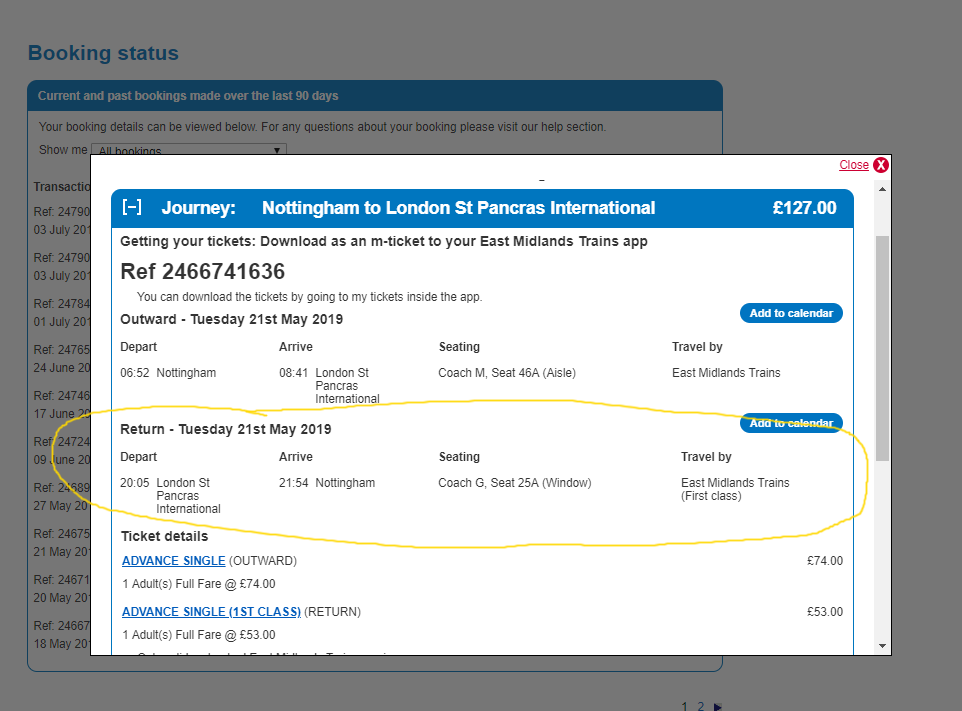 Booking status
Current and past bookings made over the last 90 days
Your booking details can be viewed below. For any questions about your booking please visit our help section.
Show me All bookings ▼
Close X
Transactio
Ref: 24790
03 July 201
Ref: 24790
03 July 201
Ref: 24784
01 July 201
Ref: 24765
24 June 20
Ref: 24746
17 June 20
Ref: 24724
09 June 20
Ref: 24689
27 May 20
Ref: 24675
21 May 20
Ref: 24671
20 May 20
Ref: 24667
18 May 20
[-] Journey: Nottingham to London St Pancras International £127.00
Getting your tickets: Download as an m-ticket to your East Midlands Trains app
Ref 2466741636
You can download the tickets by going to my tickets inside the app.
Add to calendar
Outward - Tuesday 21st May 2019
Depart Arrive Seating Travel by
06:52 Nottingham 08:41 London St Coach M, Seat 46A (Aisle) East Midlands Trains
Pancras
International
Add to calendar
Return - Tuesday 21st May 2019
Depart Arrive Seating Travel by
20:05 London St 21:54 Nottingham Coach G, Seat 25A (Window) East Midlands Trains
Pancras (First class)
International
Ticket details
ADVANCE SINGLE (OUTWARD) £74.00
1 Adult(s) Full Fare @ £74.00
ADVANCE SINGLE (1ST CLASS) (RETURN) £53.00
1 Adult(s) Full Fare @ £53.00
1 2 ▶